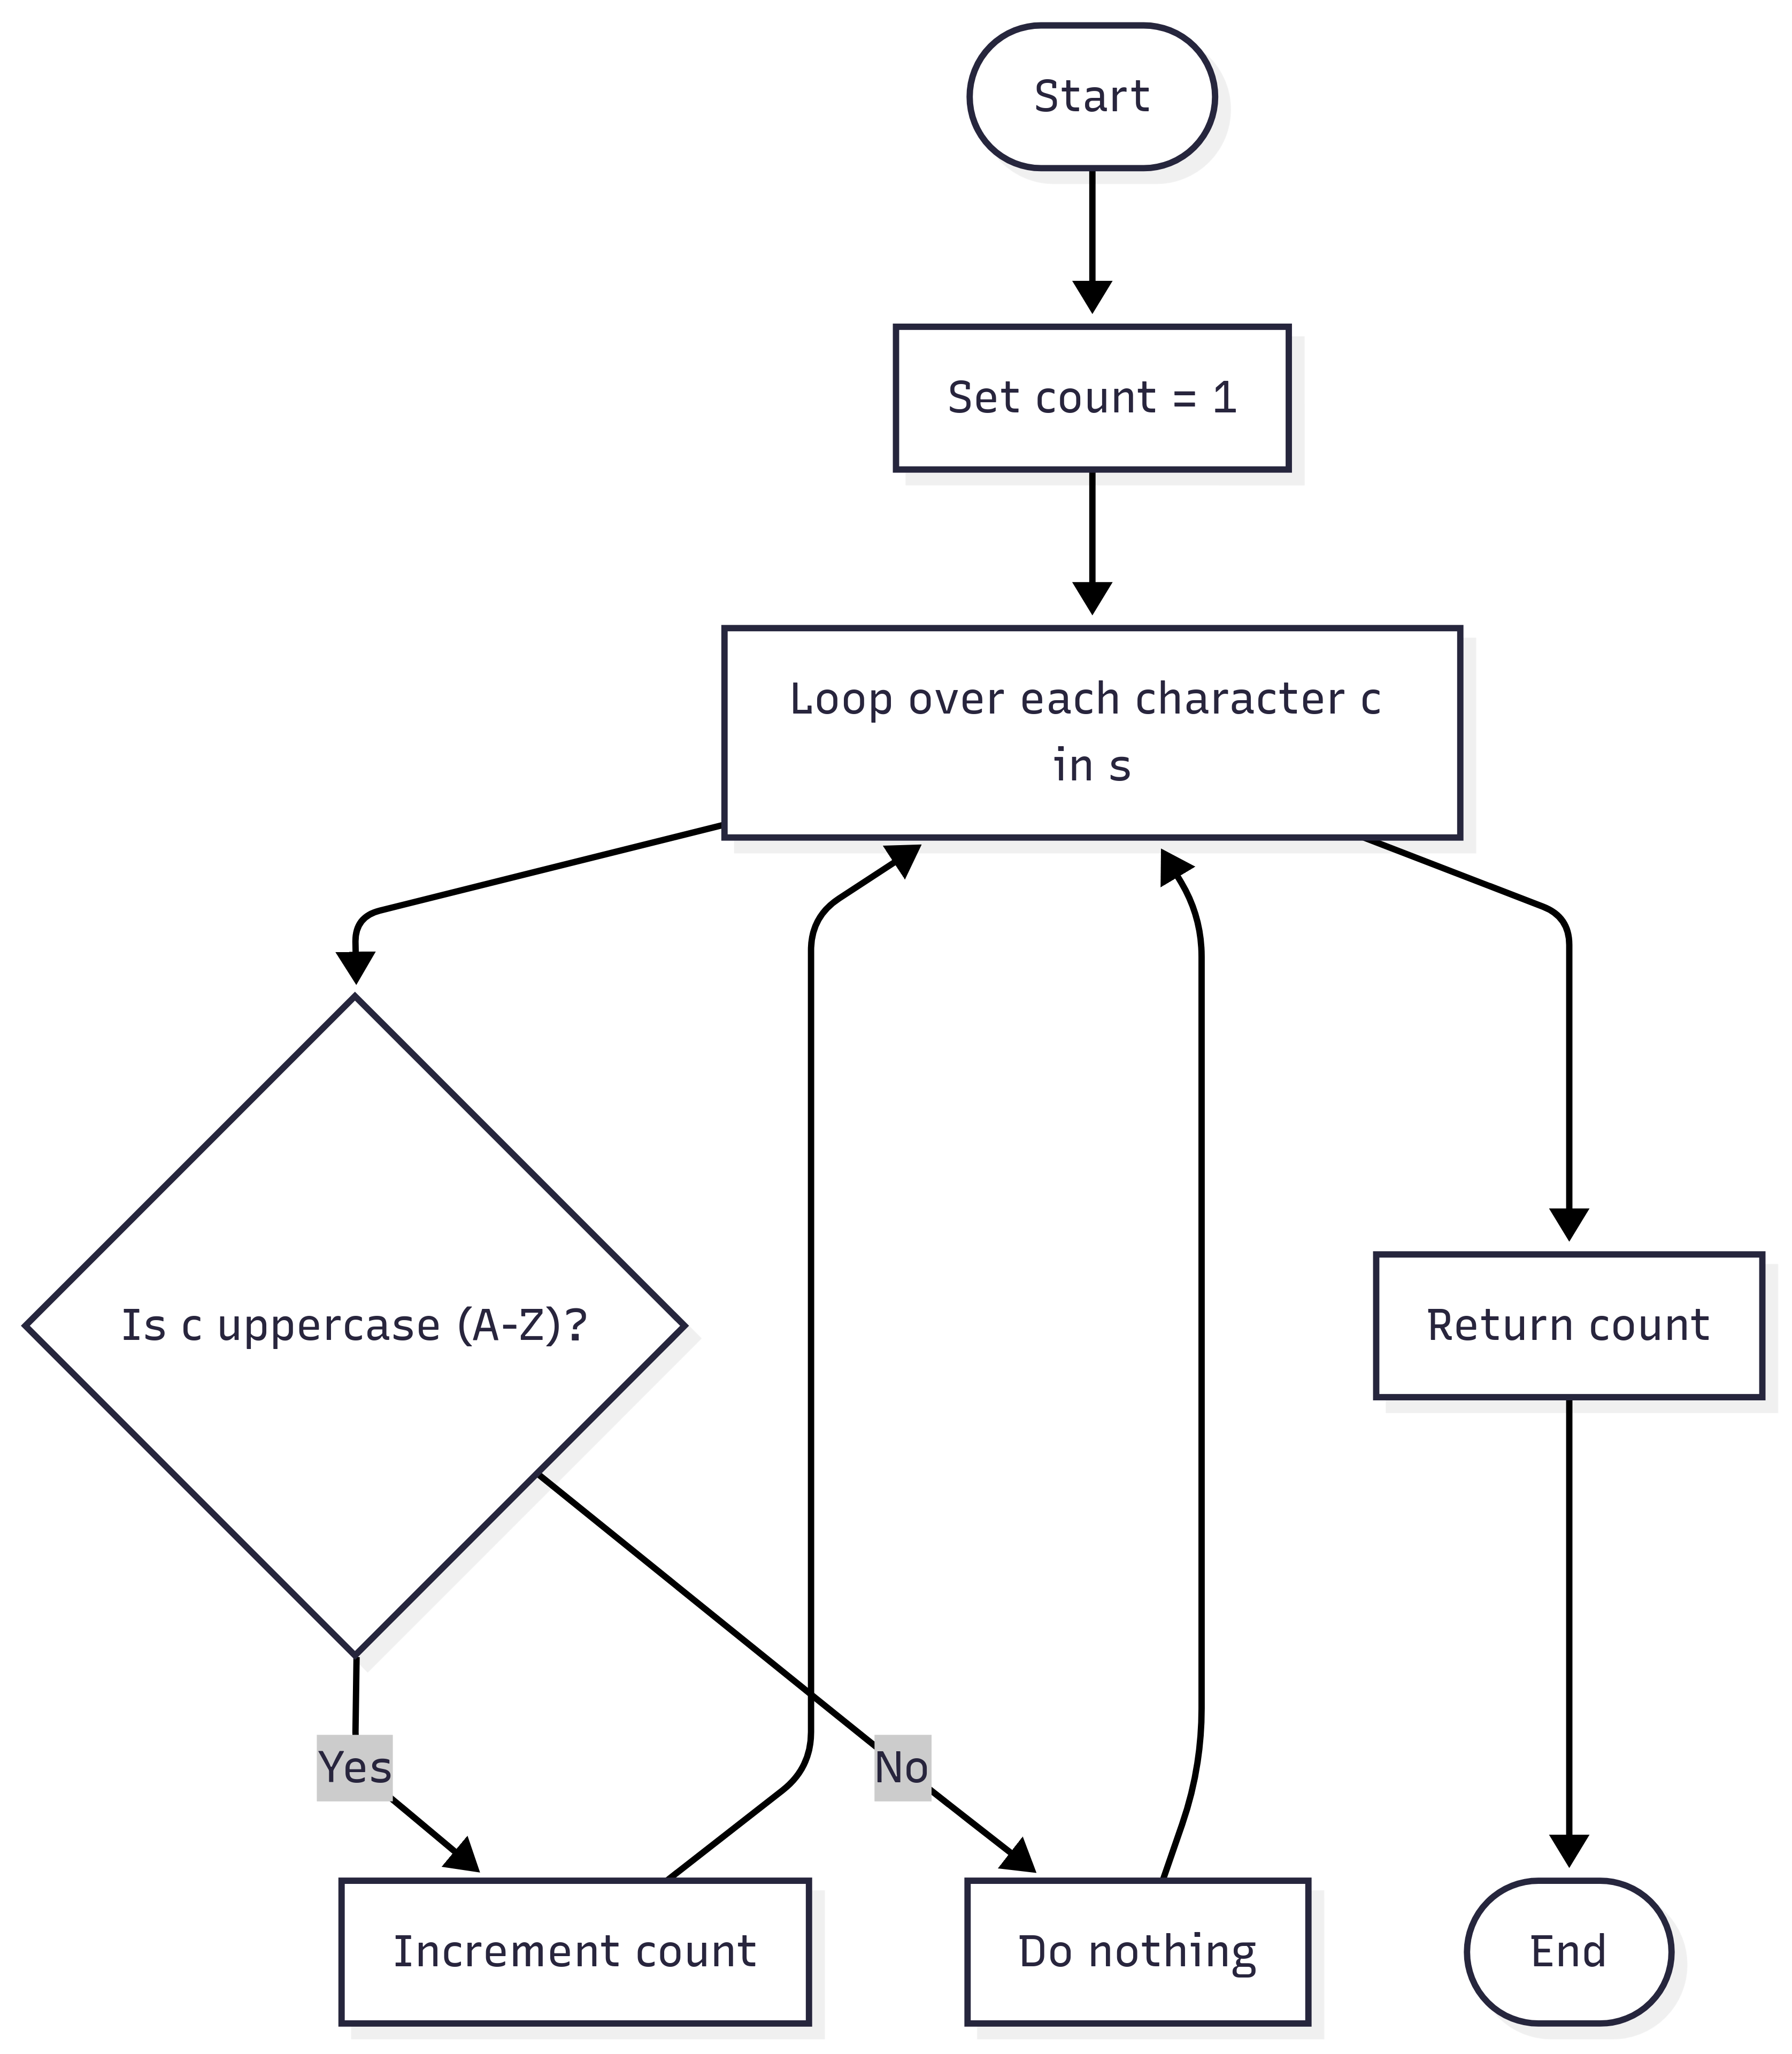 Start
Set count = 1
Loop over each character c
in s
Is c uppercase (A-Z)?
Return count
Yes
No
Increment count
Do nothing
End